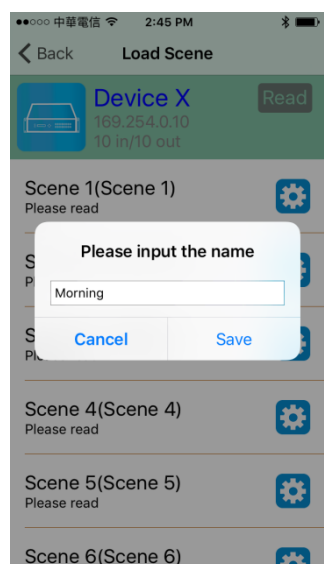 中華電信 2:45 PM
Back Load Scene
Device X Read
169.254.0.10
10 in/10 out
Scene 1(Scene 1)
Please read
Please input the name
Morning
Cancel Save
Scene 4(Scene 4)
Please read
Scene 5(Scene 5)
Please read
Scene 6(Scene 6)